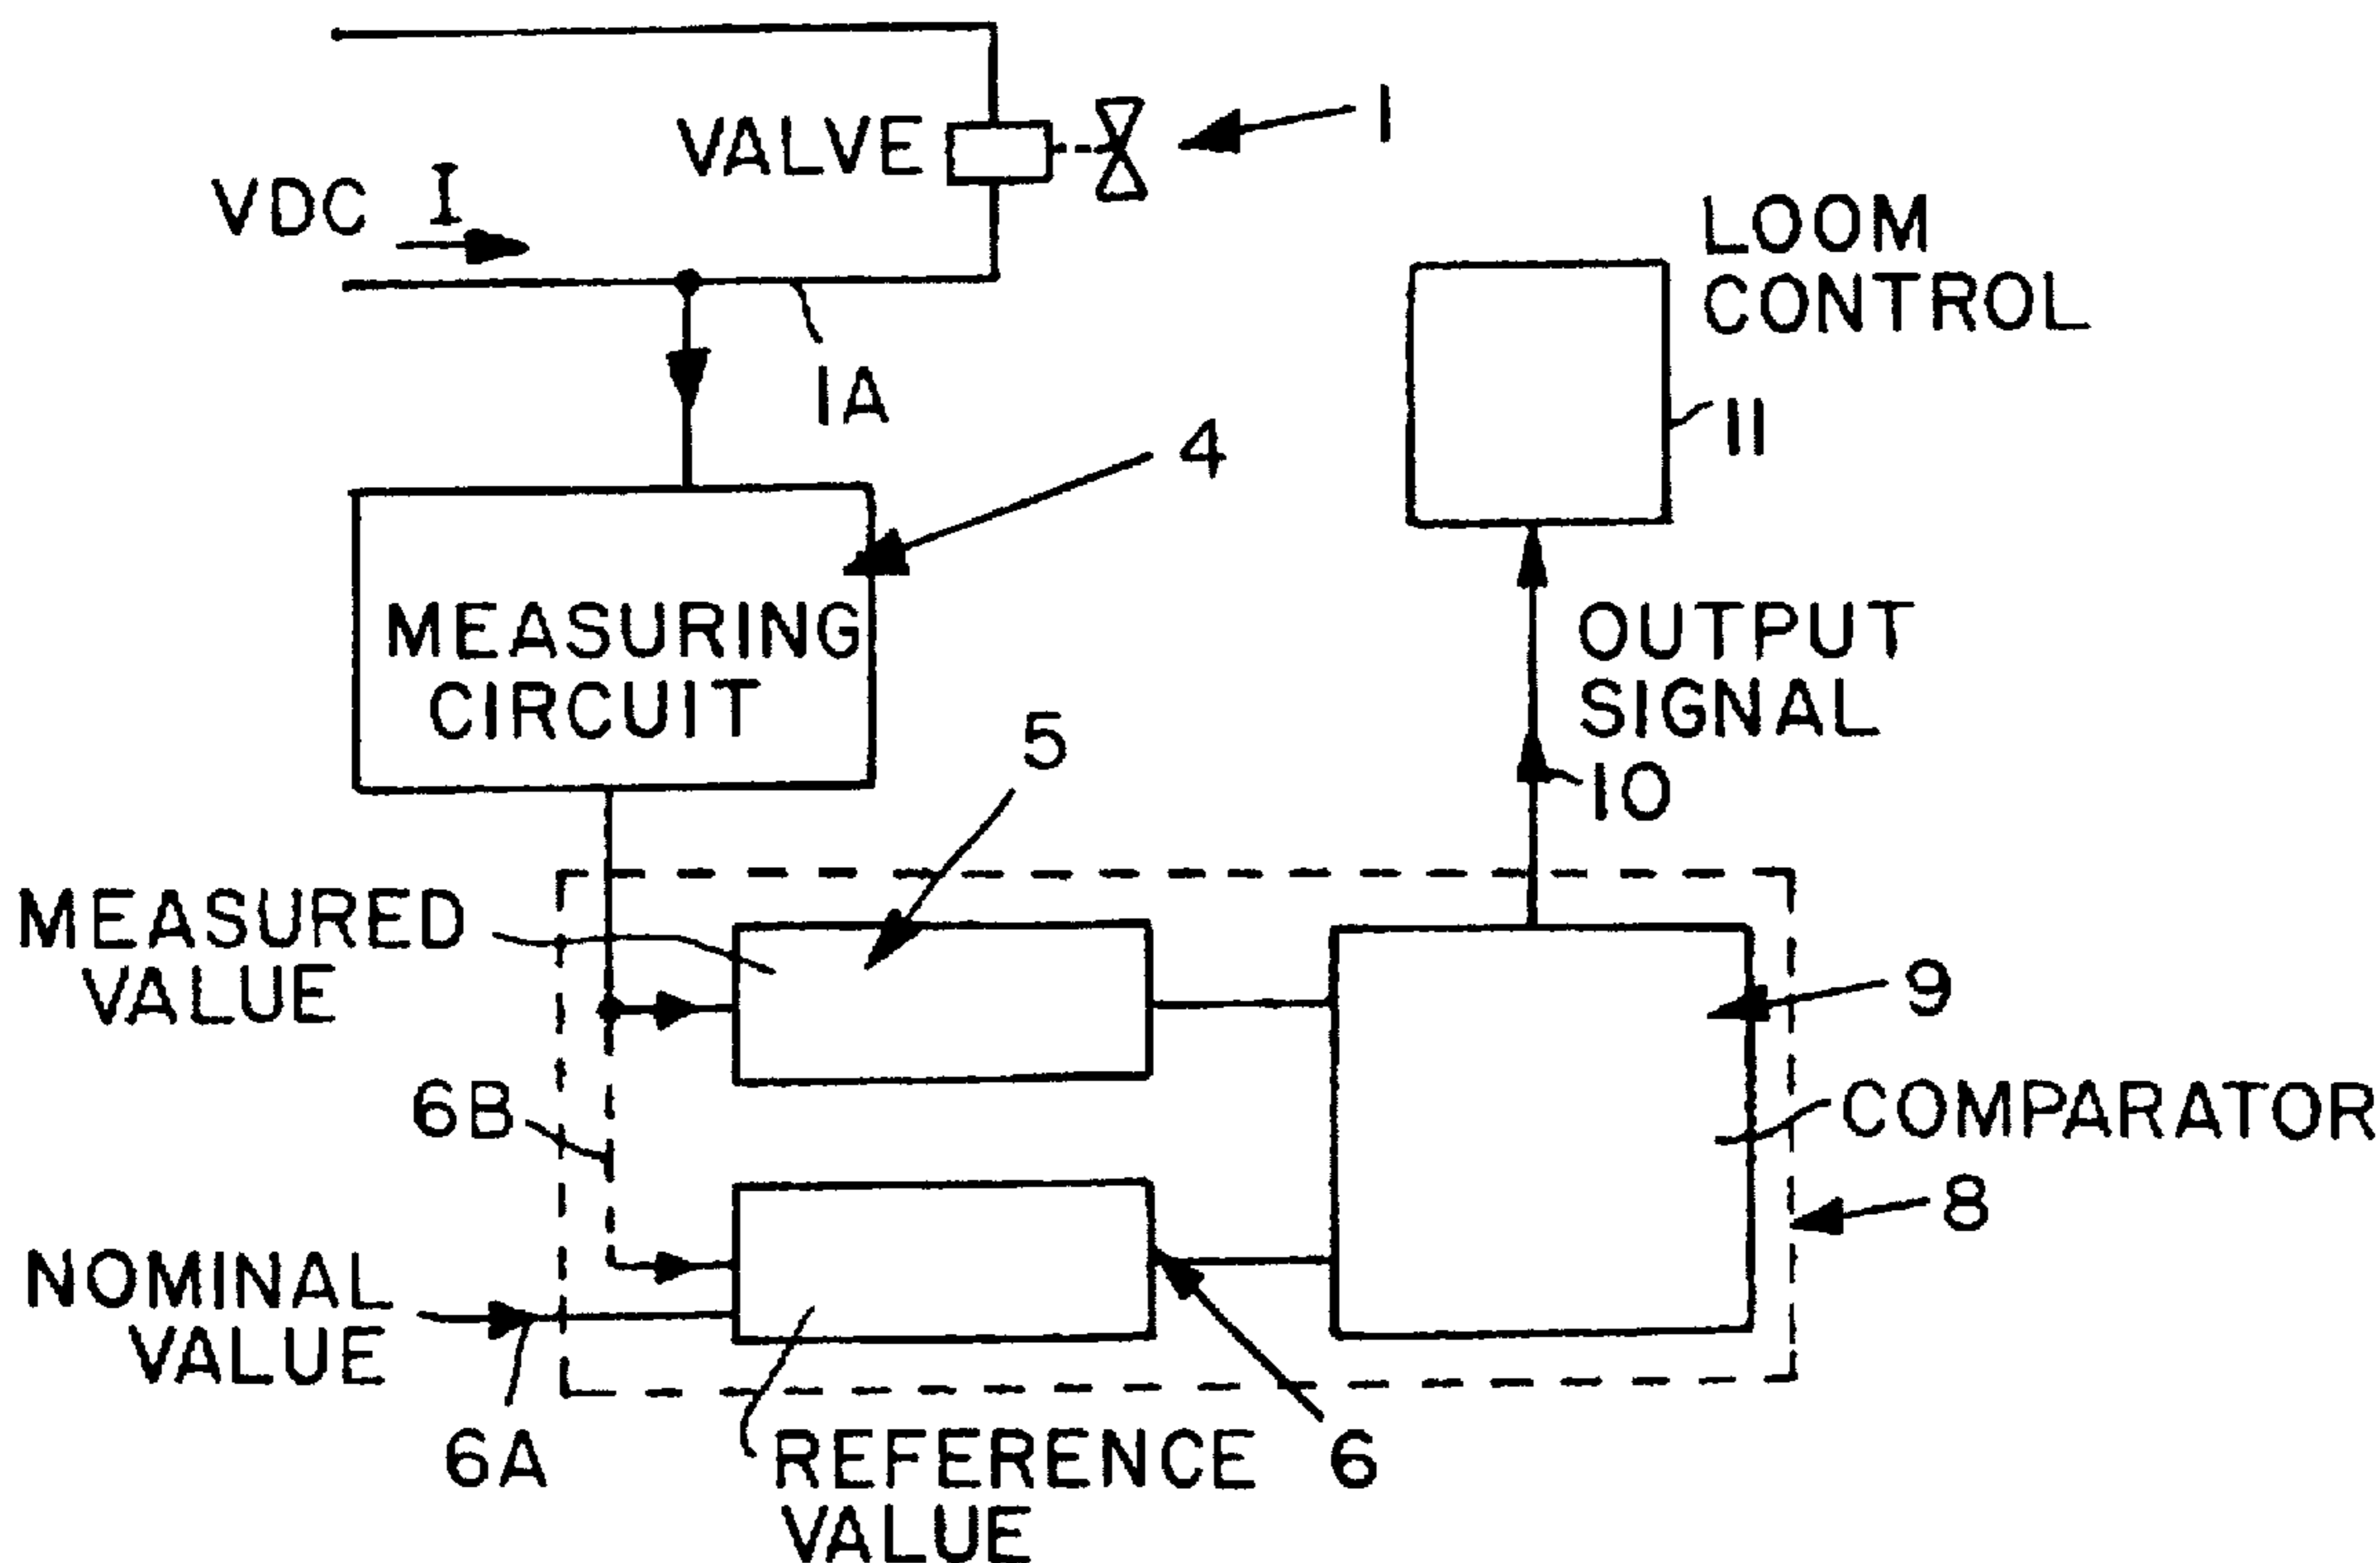 VALVE
1
VDC I
LOOM
CONTROL
1A
11
4
MEASURING
CIRCUIT
OUTPUT
SIGNAL
10
5
MEASURED
VALUE
9
6B
COMPARATOR
8
NOMINAL
VALUE
6A
REFERENCE
VALUE
6